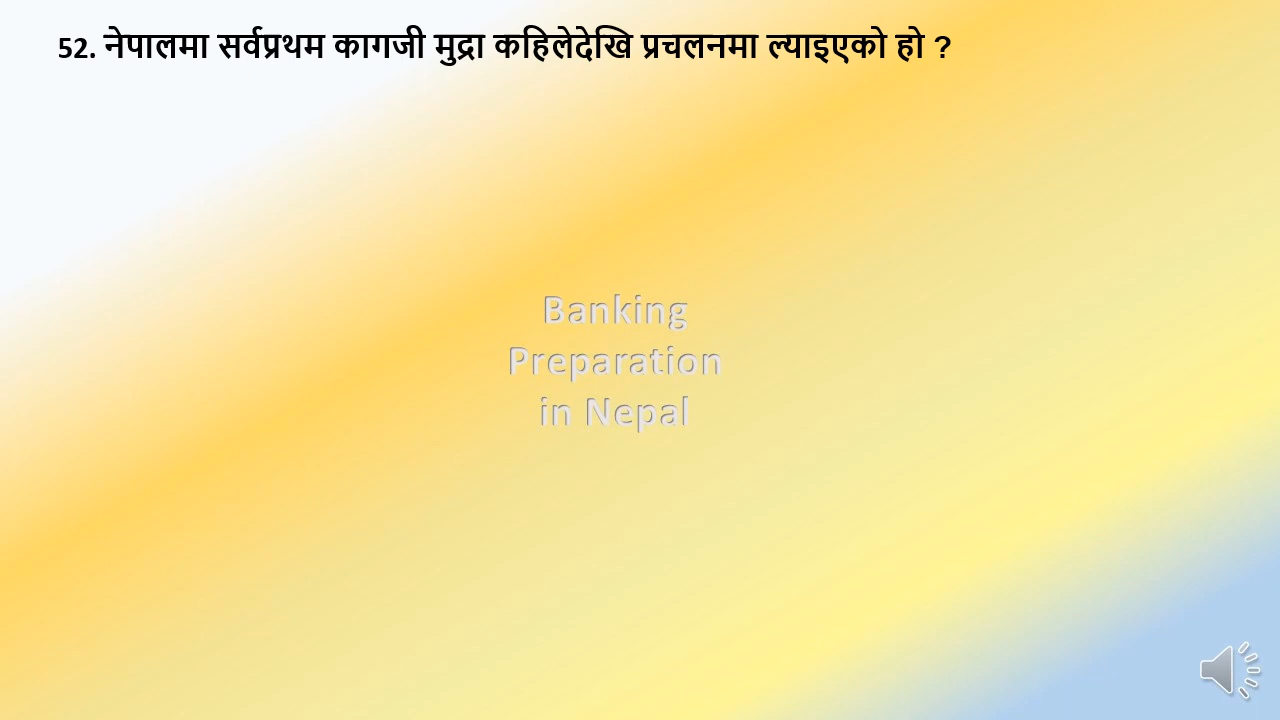 52. नेपालमा सर्वप्रथम कागजी मुद्रा कहिलेदेखि प्रचलनमा ल्याइएको हो ?
Banking
Preparation
in Nepal